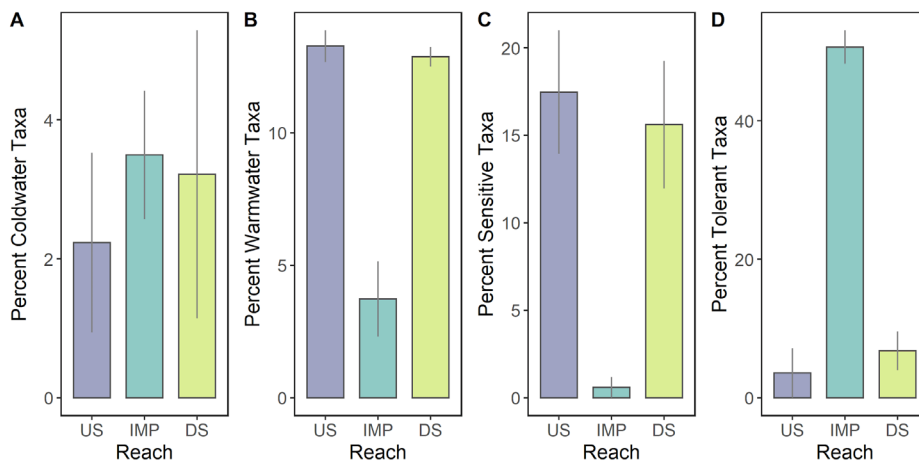 A
Percent Coldwater Taxa
4
2
0
US IMP DS
Reach
B
Percent Warmwater Taxa
10
5
0
US IMP DS
Reach
C
Percent Sensitive Taxa
20
15
10
5
0
US IMP DS
Reach
D
Percent Tolerant Taxa
40
20
0
US IMP DS
Reach